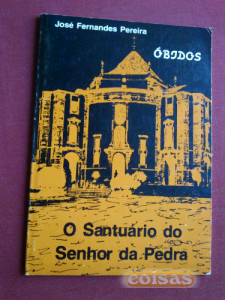 José Fernandes Pereira
ÓBIDOS
O Santuário do
Senhor da Pedra
coisas